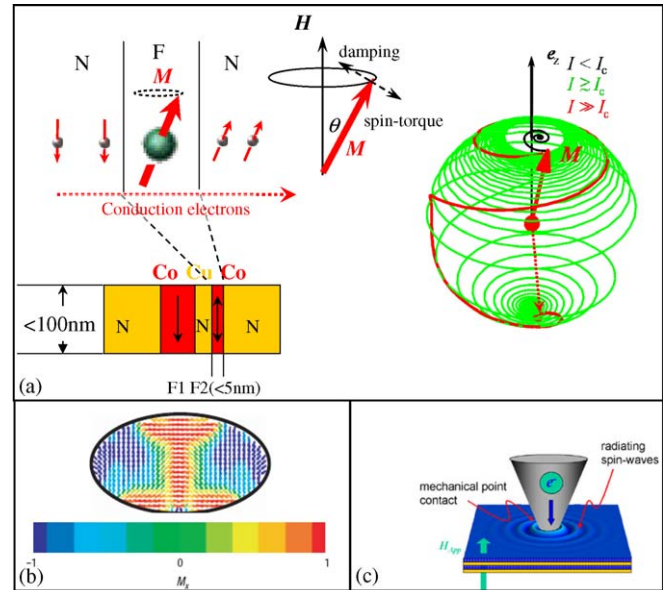 H
damping
N
F
N
M
e_z
I < I_c
I ≳ I_c
I ≫ I_c
spin-torque
θ
M
M
Conduction electrons
Co Cu Co
<100nm
N
N
N
F1 F2(<5nm)
(a)
radiating
spin-waves
mechanical point
contact
e⁻
H_App
−1
0
1
M_x
(b)
(c)